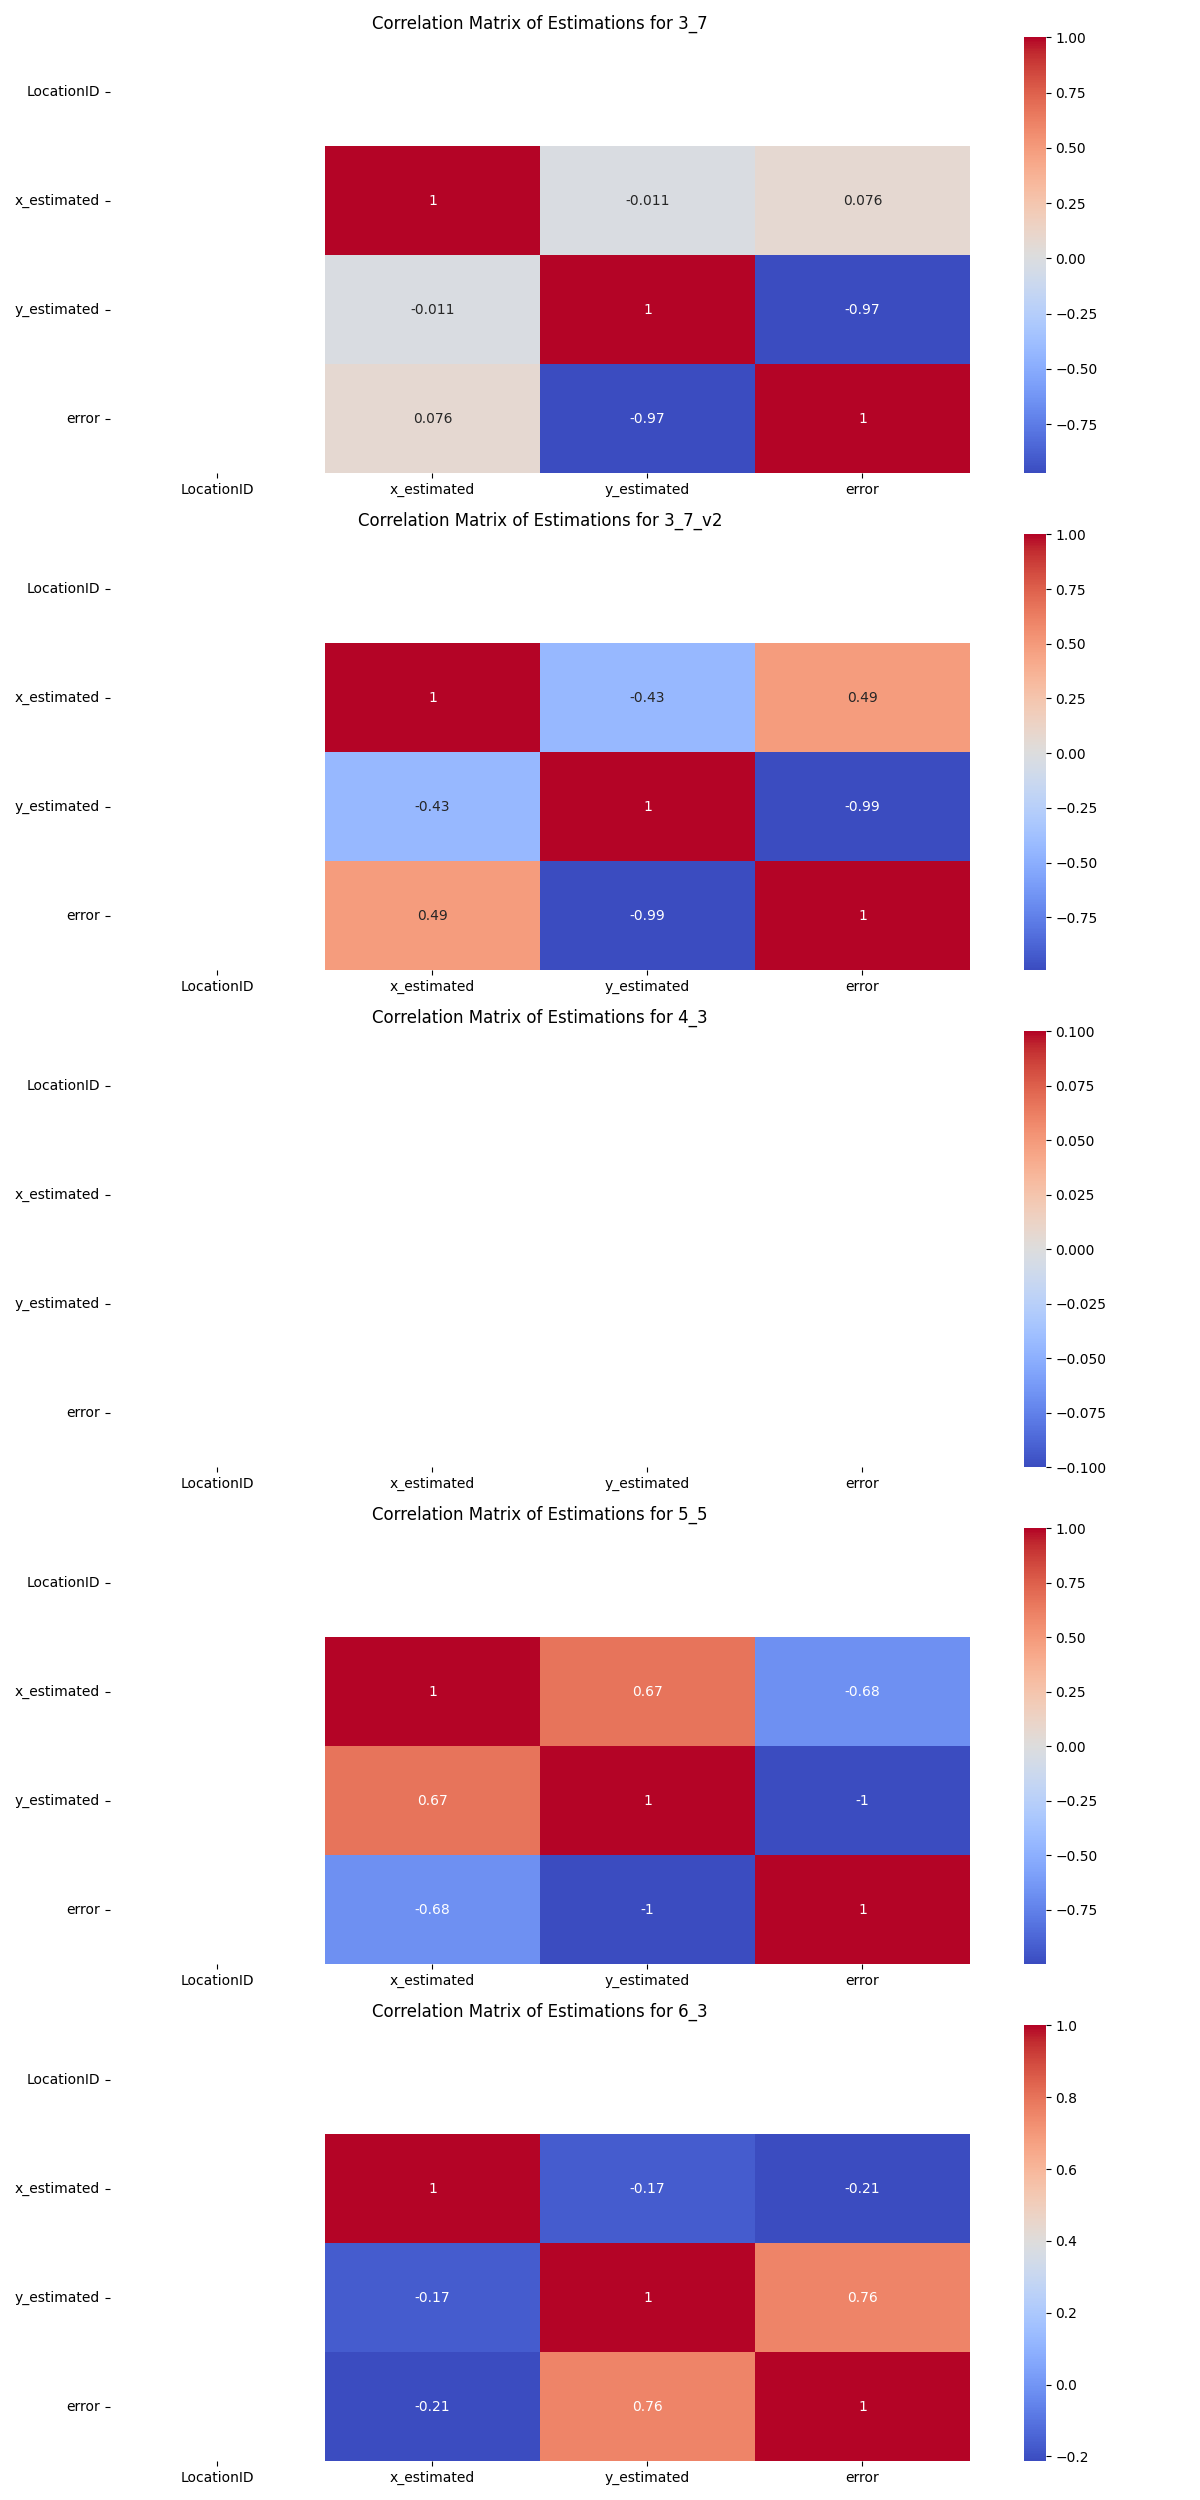 Correlation Matrix of Estimations for 3_7
1.00
LocationID
0.75
0.50
x_estimated 1 -0.011 0.076
0.25
0.00
y_estimated -0.011 1 -0.97
−0.25
−0.50
error 0.076 -0.97 1
−0.75
LocationID x_estimated y_estimated error
Correlation Matrix of Estimations for 3_7_v2
1.00
LocationID
0.75
0.50
x_estimated 1 -0.43 0.49
0.25
0.00
y_estimated -0.43 1 -0.99
−0.25
−0.50
error 0.49 -0.99 1
−0.75
LocationID x_estimated y_estimated error
Correlation Matrix of Estimations for 4_3
0.100
LocationID
0.075
0.050
x_estimated
0.025
0.000
y_estimated
−0.025
−0.050
error
−0.075
−0.100
LocationID x_estimated y_estimated error
Correlation Matrix of Estimations for 5_5
1.00
LocationID
0.75
0.50
x_estimated 1 0.67 -0.68
0.25
0.00
y_estimated 0.67 1 -1
−0.25
−0.50
error -0.68 -1 1
−0.75
LocationID x_estimated y_estimated error
Correlation Matrix of Estimations for 6_3
1.0
LocationID
0.8
0.6
x_estimated 1 -0.17 -0.21
0.4
y_estimated -0.17 1 0.76
0.2
0.0
error -0.21 0.76 1
−0.2
LocationID x_estimated y_estimated error